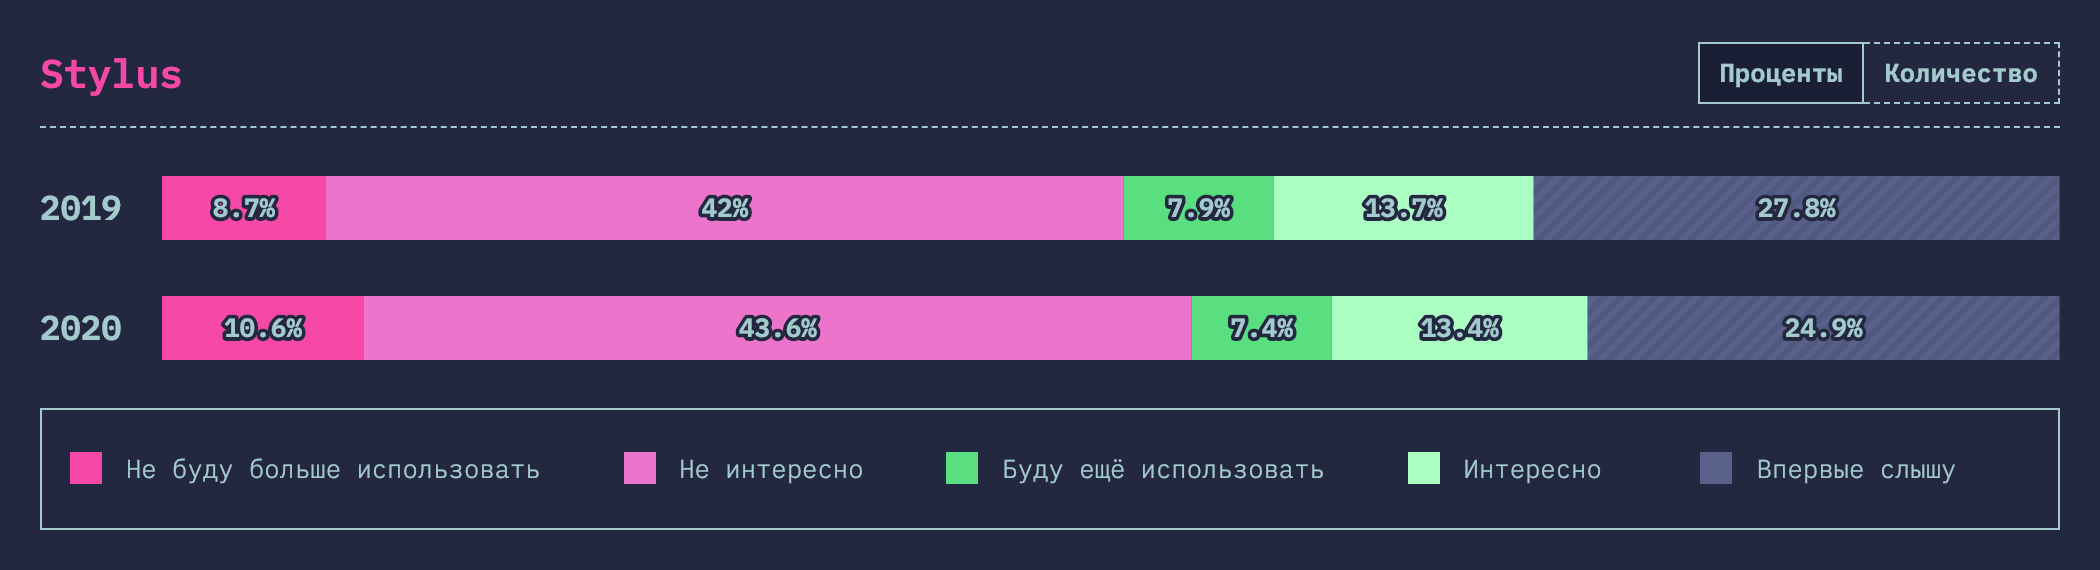 Stylus
Проценты Количество
2019 8.7% 42% 7.9% 13.7% 27.8%
2020 10.6% 43.6% 7.4% 13.4% 24.9%
Не буду больше использовать Не интересно Буду ещё использовать Интересно Впервые слышу